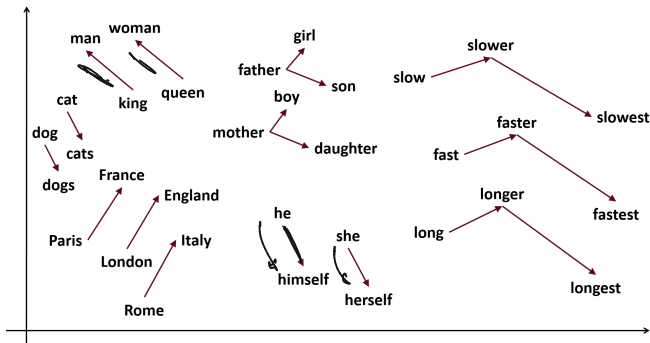 man woman
king queen
cat
cats
dog
dogs
France
England
Italy
Paris
London
Rome
girl
father
son
boy
mother
daughter
he
himself
she
herself
slower
slow
slowest
faster
fast
fastest
longer
long
longest